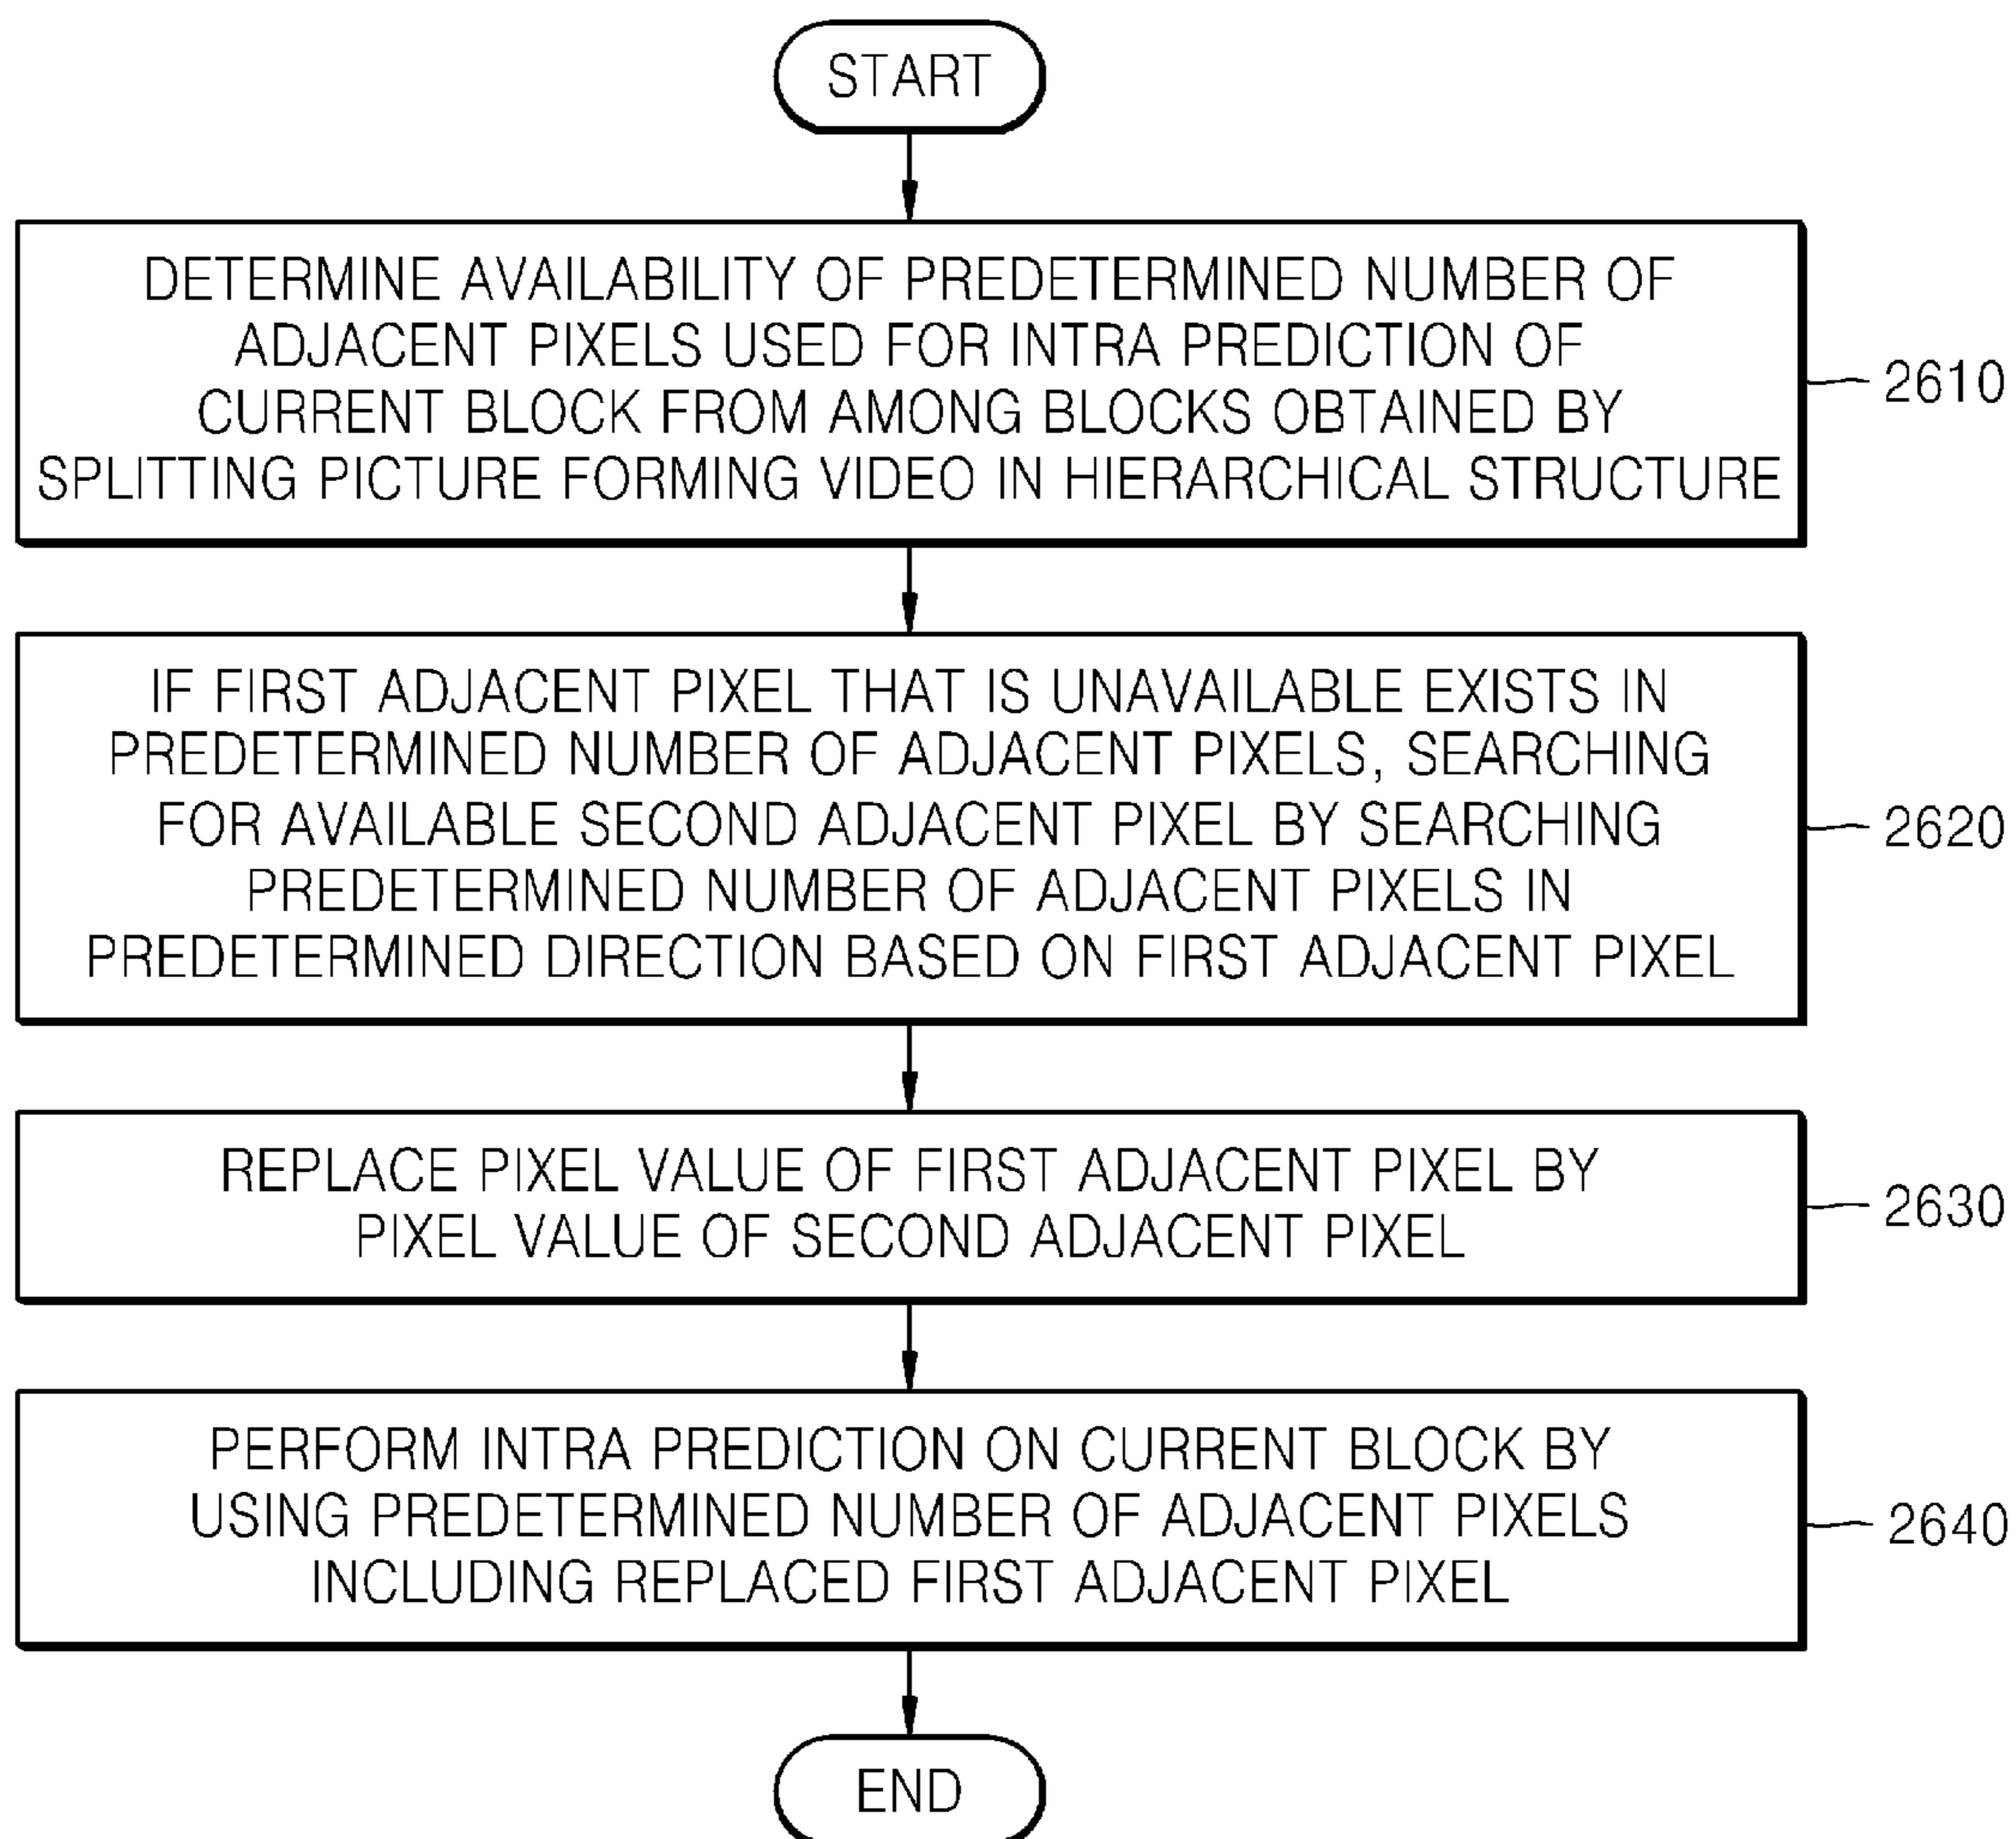 START
DETERMINE AVAILABILITY OF PREDETERMINED NUMBER OF
ADJACENT PIXELS USED FOR INTRA PREDICTION OF
CURRENT BLOCK FROM AMONG BLOCKS OBTAINED BY
SPLITTING PICTURE FORMING VIDEO IN HIERARCHICAL STRUCTURE
2610
IF FIRST ADJACENT PIXEL THAT IS UNAVAILABLE EXISTS IN
PREDETERMINED NUMBER OF ADJACENT PIXELS, SEARCHING
FOR AVAILABLE SECOND ADJACENT PIXEL BY SEARCHING
PREDETERMINED NUMBER OF ADJACENT PIXELS IN
PREDETERMINED DIRECTION BASED ON FIRST ADJACENT PIXEL
2620
REPLACE PIXEL VALUE OF FIRST ADJACENT PIXEL BY
PIXEL VALUE OF SECOND ADJACENT PIXEL
2630
PERFORM INTRA PREDICTION ON CURRENT BLOCK BY
USING PREDETERMINED NUMBER OF ADJACENT PIXELS
INCLUDING REPLACED FIRST ADJACENT PIXEL
2640
END